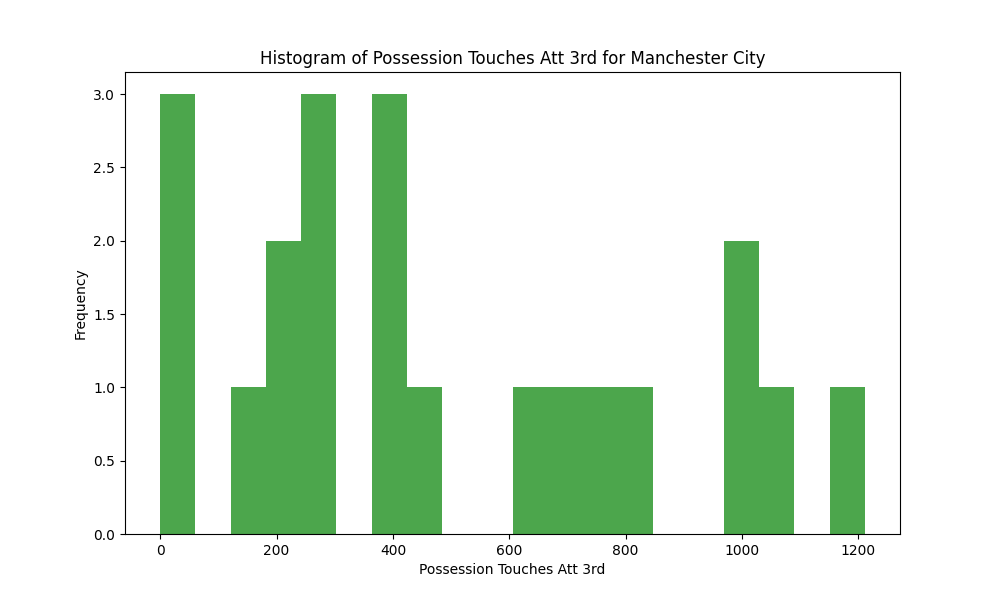 Histogram of Possession Touches Att 3rd for Manchester City
3.0
2.5
2.0
1.5
1.0
0.5
0.0
Frequency
0 200 400 600 800 1000 1200
Possession Touches Att 3rd